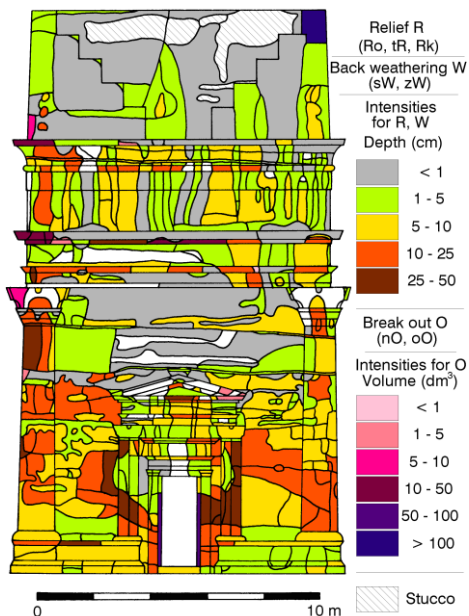 Relief R
(Ro, tR, Rk)
Back weathering W
(sW, zW)
Intensities
for R, W
Depth (cm)
< 1
1 - 5
5 - 10
10 - 25
25 - 50
Break out O
(nO, oO)
Intensities for O
Volume (dm³)
< 1
1 - 5
5 - 10
10 - 50
50 - 100
> 100
Stucco
0 10 m